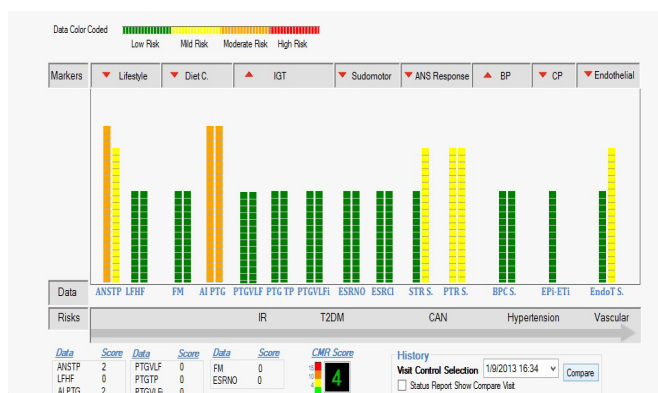 Data Color Coded
Low Risk Mild Risk Moderate Risk High Risk
Markers Lifestyle Diet C. IGT Sudomotor ANS Response BP CP Endothelial
Data ANSTP LFHF FM AI PTG PTGVLF PTG TP PTGVLFi ESRNO ESRCl STR S. PTR S. BPC S. EPi-ETi EndoT S.
Risks IR T2DM CAN Hypertension Vascular
Data Score Data Score Data Score CMR Score History
ANSTP 2 PTGVLF 0 FM 0 Visit Control Selection 1/9/2013 16:34 Compare
LFHF 0 PTGTP 0 ESRNO 0 4 Status Report Show Compare Visit
AI PTG 2 0